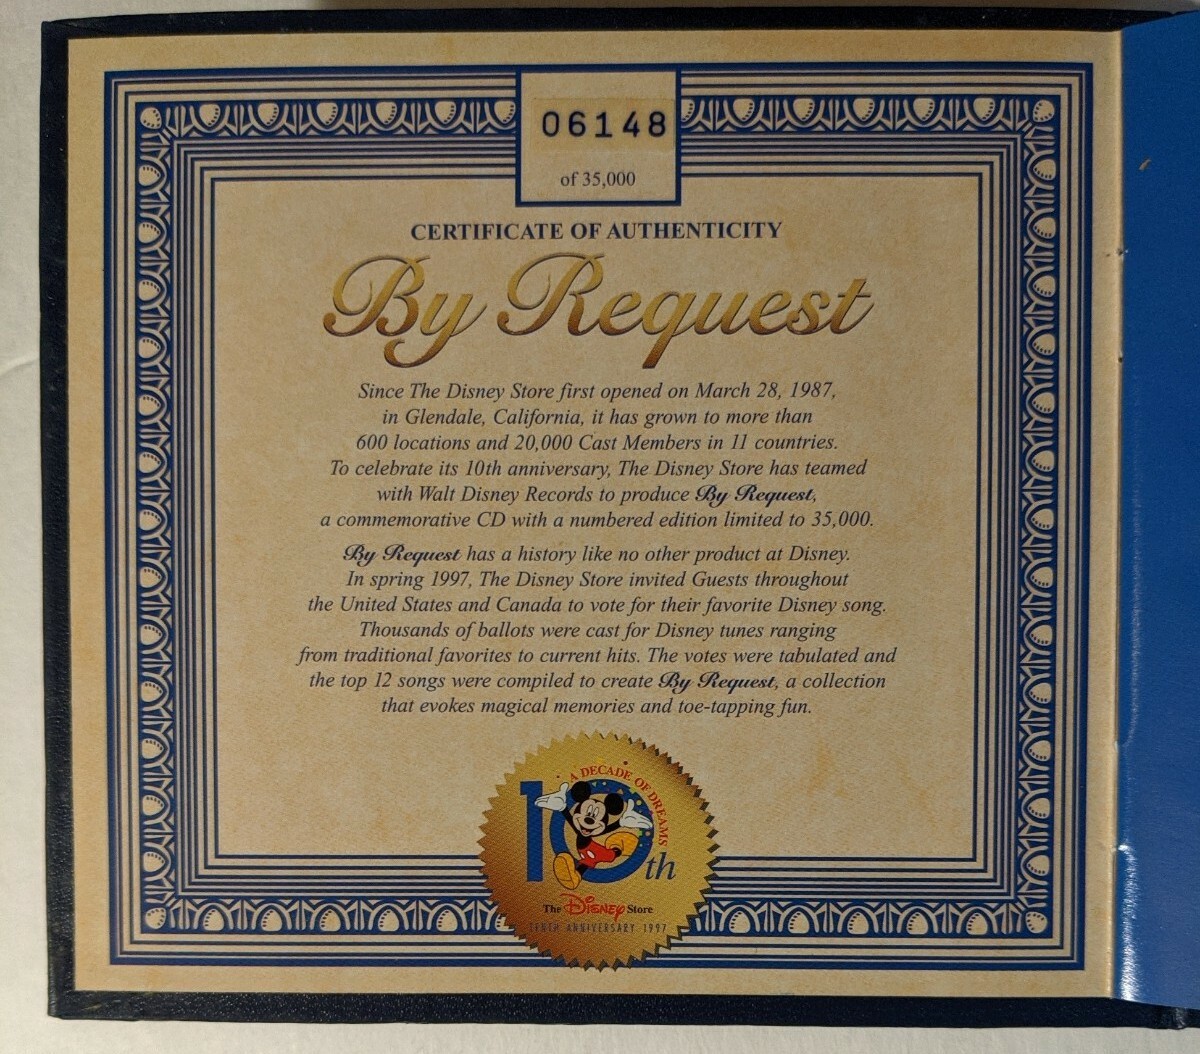 06148
of 35,000
CERTIFICATE OF AUTHENTICITY
By Request
Since The Disney Store first opened on March 28, 1987,
in Glendale, California, it has grown to more than
600 locations and 20,000 Cast Members in 11 countries.
To celebrate its 10th anniversary, The Disney Store has teamed
with Walt Disney Records to produce By Request,
a commemorative CD with a numbered edition limited to 35,000.
By Request has a history like no other product at Disney.
In spring 1997, The Disney Store invited Guests throughout
the United States and Canada to vote for their favorite Disney song.
Thousands of ballots were cast for Disney tunes ranging
from traditional favorites to current hits. The votes were tabulated and
the top 12 songs were compiled to create By Request, a collection
that evokes magical memories and toe-tapping fun.
A DECADE OF DREAMS
10th
The Disney Store
TENTH ANNIVERSARY 1997